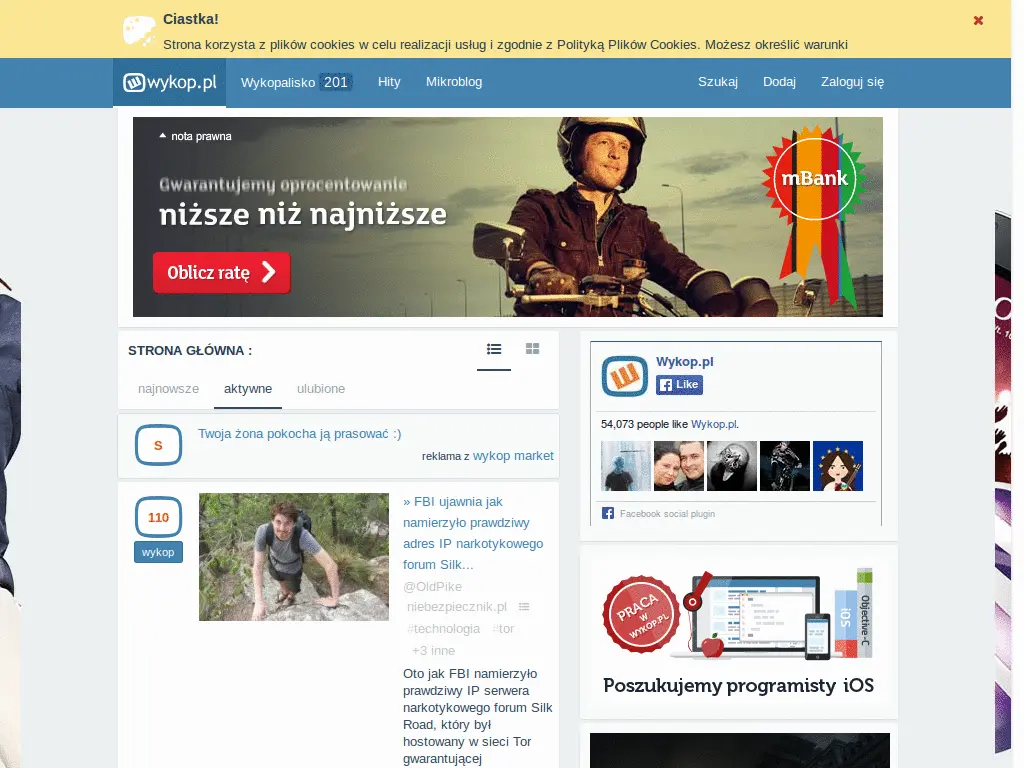 Ciastka!
Strona korzysta z plików cookies w celu realizacji usług i zgodnie z Polityką Plików Cookies. Możesz określić warunki
wykop.pl Wykopalisko 201 Hity Mikroblog Szukaj Dodaj Zaloguj się
nota prawna
Gwarantujemy oprocentowanie
niższe niż najniższe
Oblicz ratę
mBank
STRONA GŁÓWNA :
najnowsze aktywne ulubione
S
Twoja żona pokocha ją prasować :)
reklama z wykop market
110
wykop
» FBI ujawnia jak
namierzyło prawdziwy
adres IP narkotykowego
forum Silk...
@OldPike
niebezpiecznik.pl
#technologia #tor
+3 inne
Oto jak FBI namierzyło
prawdziwy IP serwera
narkotykowego forum Silk
Road, który był
hostowany w sieci Tor
gwarantującej
Wykop.pl
Like
54,073 people like Wykop.pl.
Facebook social plugin
PRACA
W
WYKOP.PL
iOS
Objective-C
Poszukujemy programisty iOS